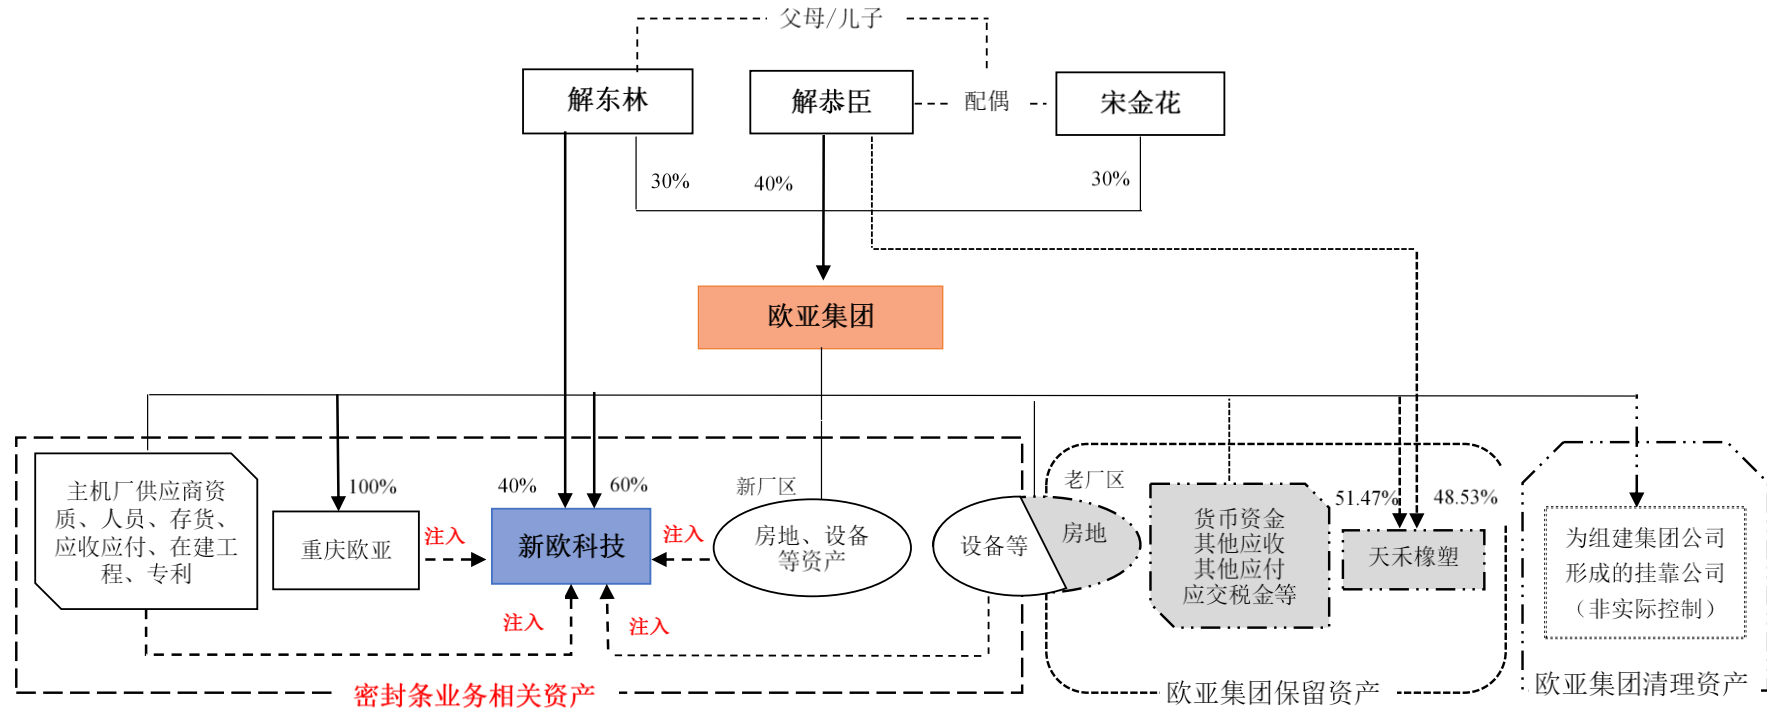 父母/儿子
解东林
解恭臣
配偶
宋金花
30%
40%
30%
欧亚集团
主机厂供应商资
质、人员、存货、
应收应付、在建工
程、专利
100%
重庆欧亚
注入
40%
60%
新欧科技
注入
新厂区
房地、设备
等资产
设备等
老厂区
房地
货币资金
其他应收
其他应付
应交税金等
51.47%
48.53%
天禾橡塑
为组建集团公司
形成的挂靠公司
（非实际控制）
注入
注入
密封条业务相关资产
欧亚集团保留资产
欧亚集团清理资产